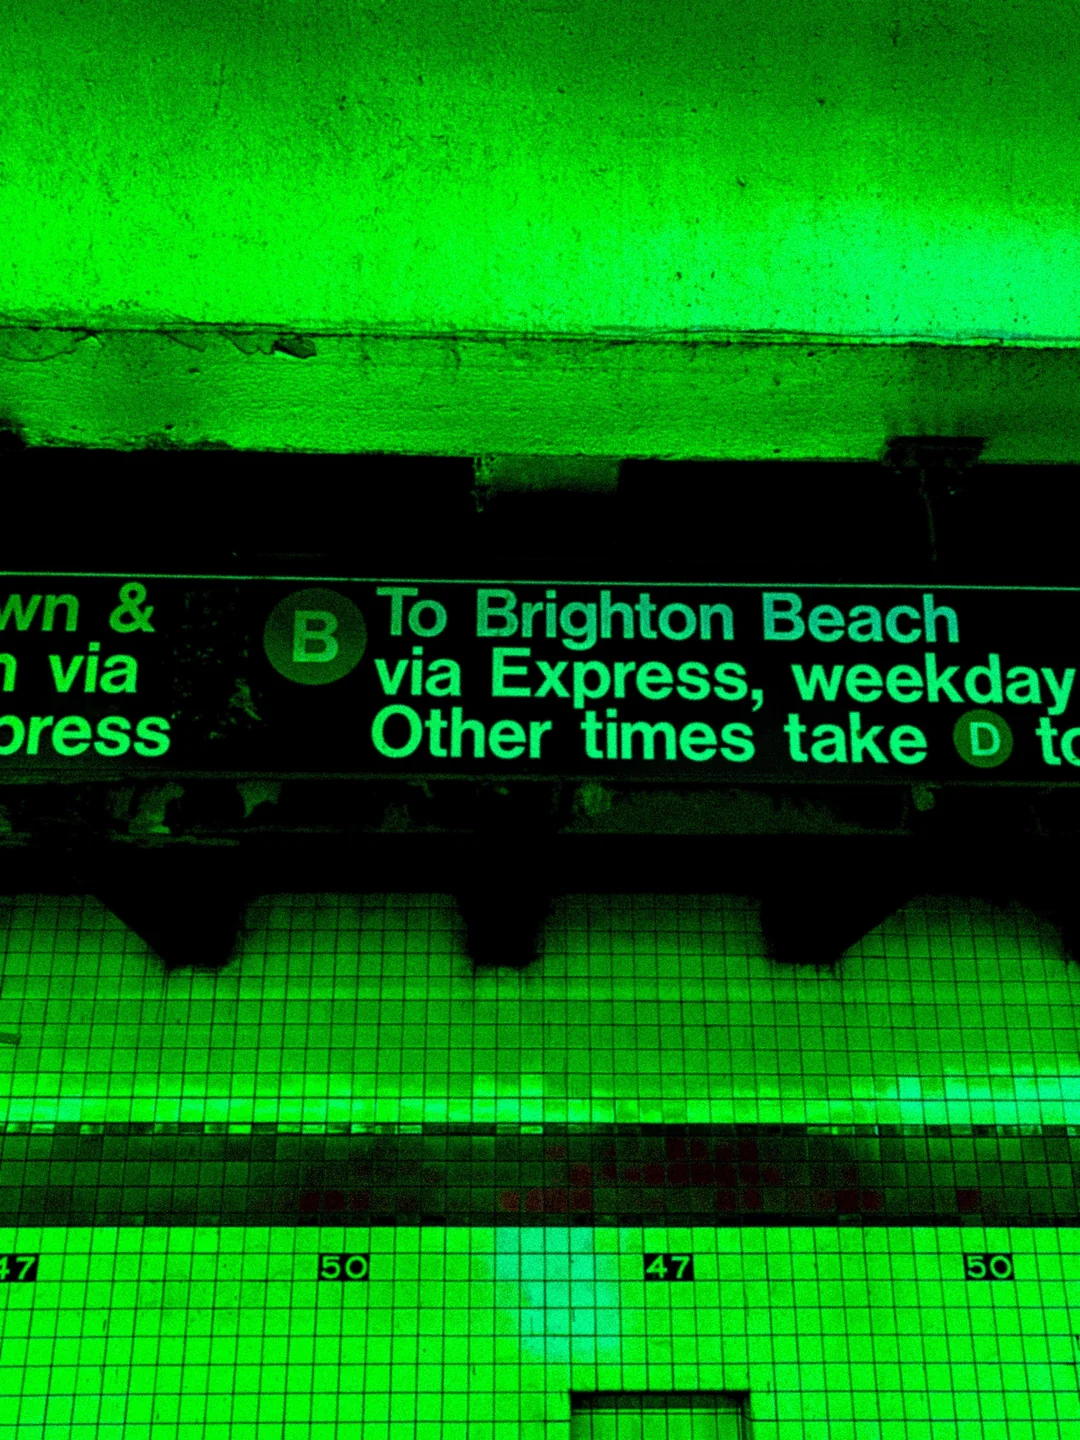 wn &
via
press
B
To Brighton Beach
via Express, weekday
Other times take D to
47 50 47 50